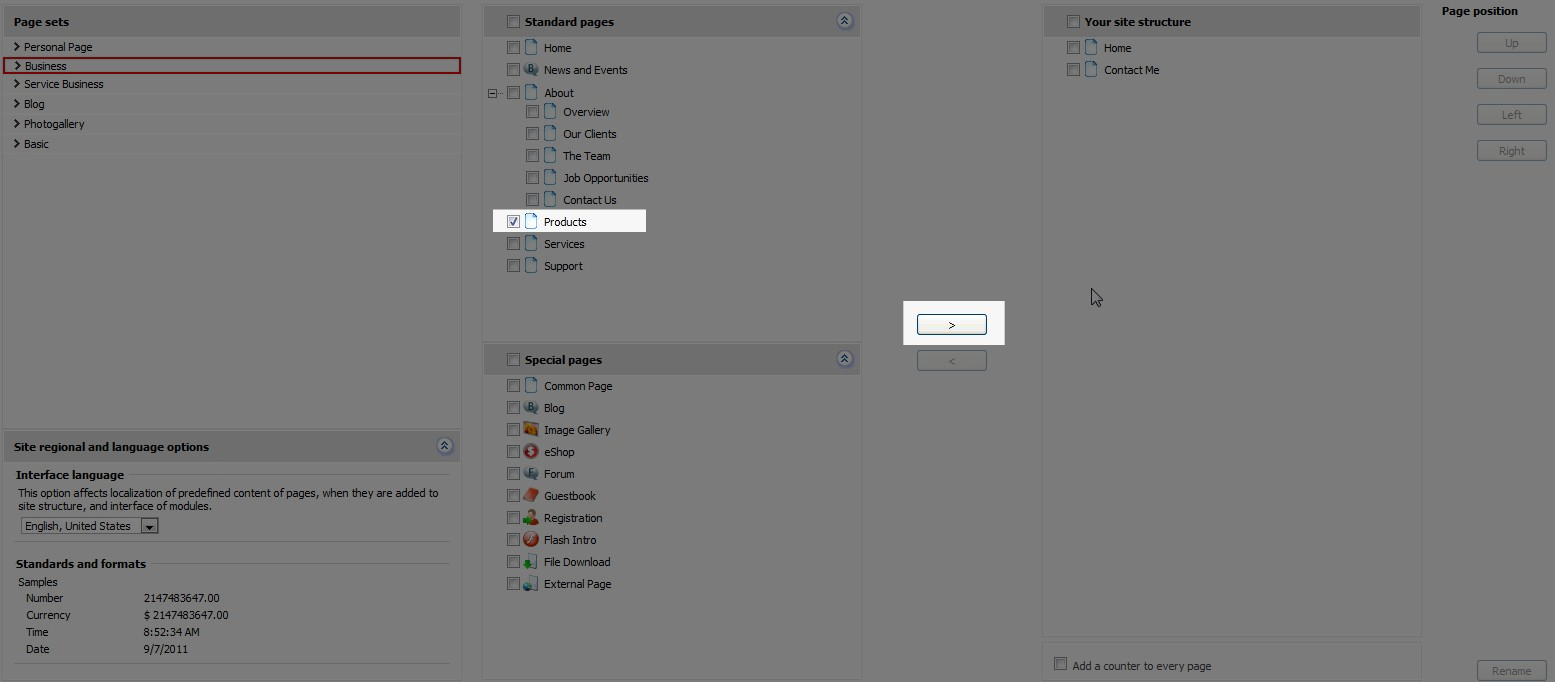 Page sets
Personal Page
Business
Service Business
Blog
Photogallery
Basic
Site regional and language options
Interface language
This option affects localization of predefined content of pages, when they are added to
site structure, and interface of modules.
English, United States
Standards and formats
Samples
Number 2147483647.00
Currency $ 2147483647.00
Time 8:52:34 AM
Date 9/7/2011
Standard pages
Home
News and Events
About
Overview
Our Clients
The Team
Job Opportunities
Contact Us
Products
Services
Support
Special pages
Common Page
Blog
Image Gallery
eShop
Forum
Guestbook
Registration
Flash Intro
File Download
External Page
>
<
Your site structure
Home
Contact Me
Add a counter to every page
Page position
Up
Down
Left
Right
Rename